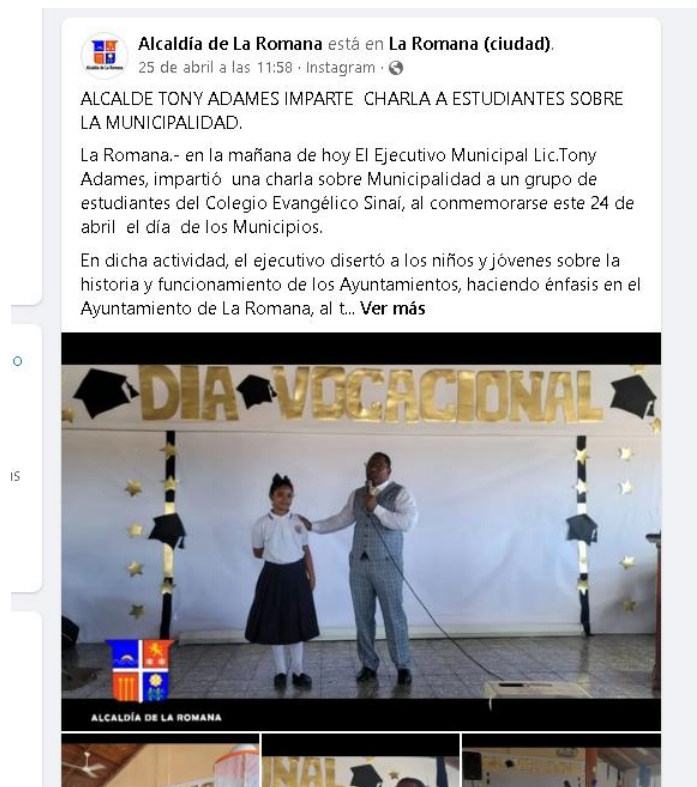 Alcaldía de La Romana está en La Romana (ciudad).
25 de abril a las 11:58 · Instagram ·
ALCALDE TONY ADAMES IMPARTE CHARLA A ESTUDIANTES SOBRE
LA MUNICIPALIDAD.
La Romana.- en la mañana de hoy El Ejecutivo Municipal Lic.Tony
Adames, impartió una charla sobre Municipalidad a un grupo de
estudiantes del Colegio Evangélico Sinaí, al conmemorarse este 24 de
abril el día de los Municipios.
En dicha actividad, el ejecutivo disertó a los niños y jóvenes sobre la
historia y funcionamiento de los Ayuntamientos, haciendo énfasis en el
Ayuntamiento de La Romana, al t... Ver más
DIA VOCACIONAL
ALCALDÍA DE LA ROMANA